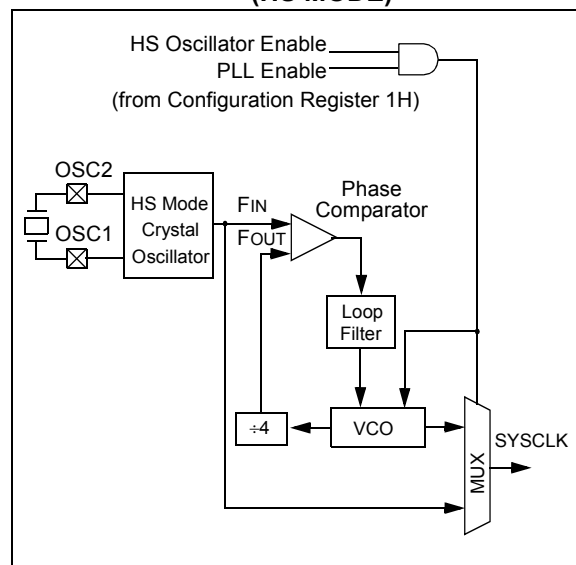 (HS MODE)
HS Oscillator Enable
PLL Enable
(from Configuration Register 1H)
OSC2
OSC1
HS Mode
Crystal
Oscillator
FIN
FOUT
Phase
Comparator
Loop
Filter
÷4
VCO
MUX
SYSCLK